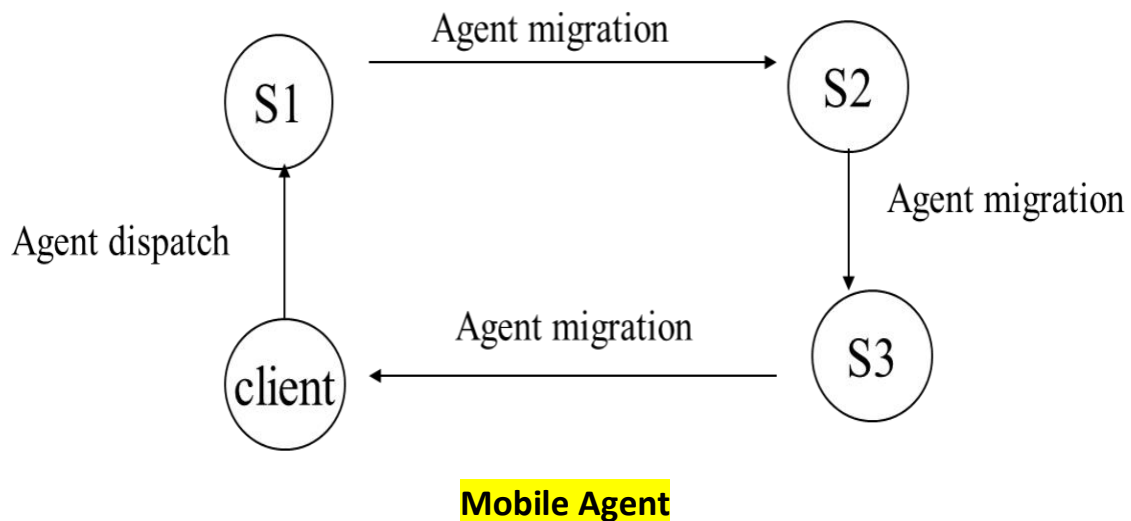 Agent migration
S1
S2
Agent migration
Agent dispatch
Agent migration
client
S3
Mobile Agent